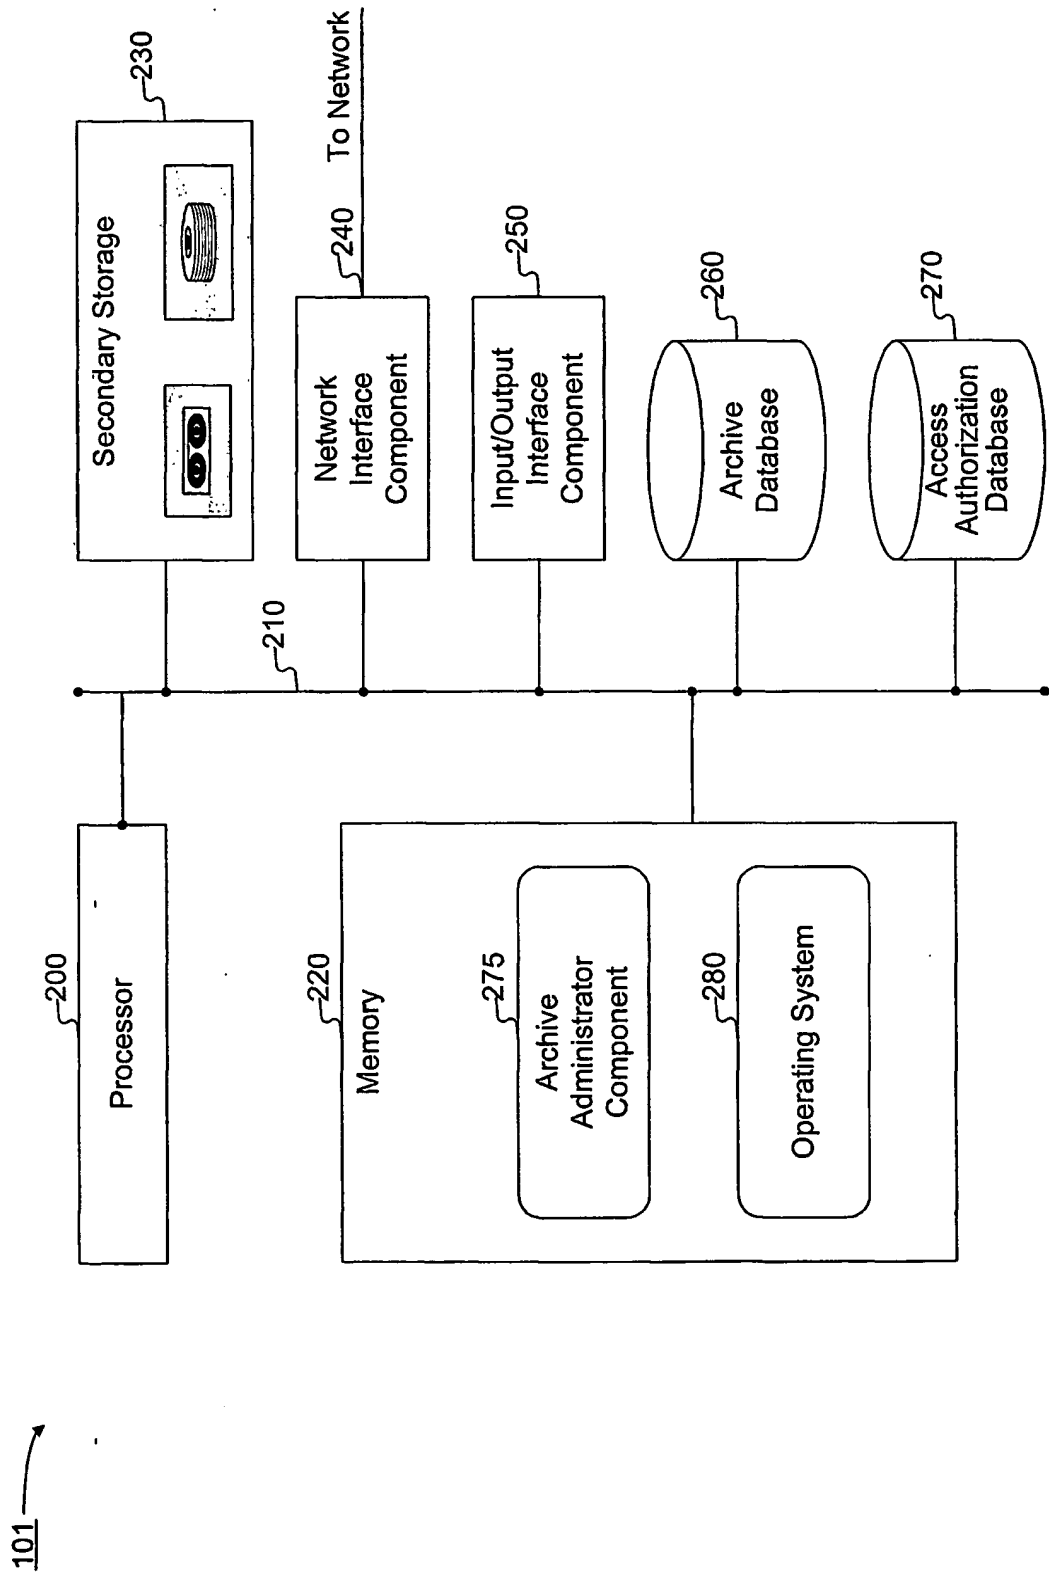 101
200
Processor
220
Memory
275
Archive
Administrator
Component
280
Operating System
210
230
Secondary Storage
240
To Network
Network
Interface
Component
250
Input/Output
Interface
Component
260
Archive
Database
270
Access
Authorization
Database